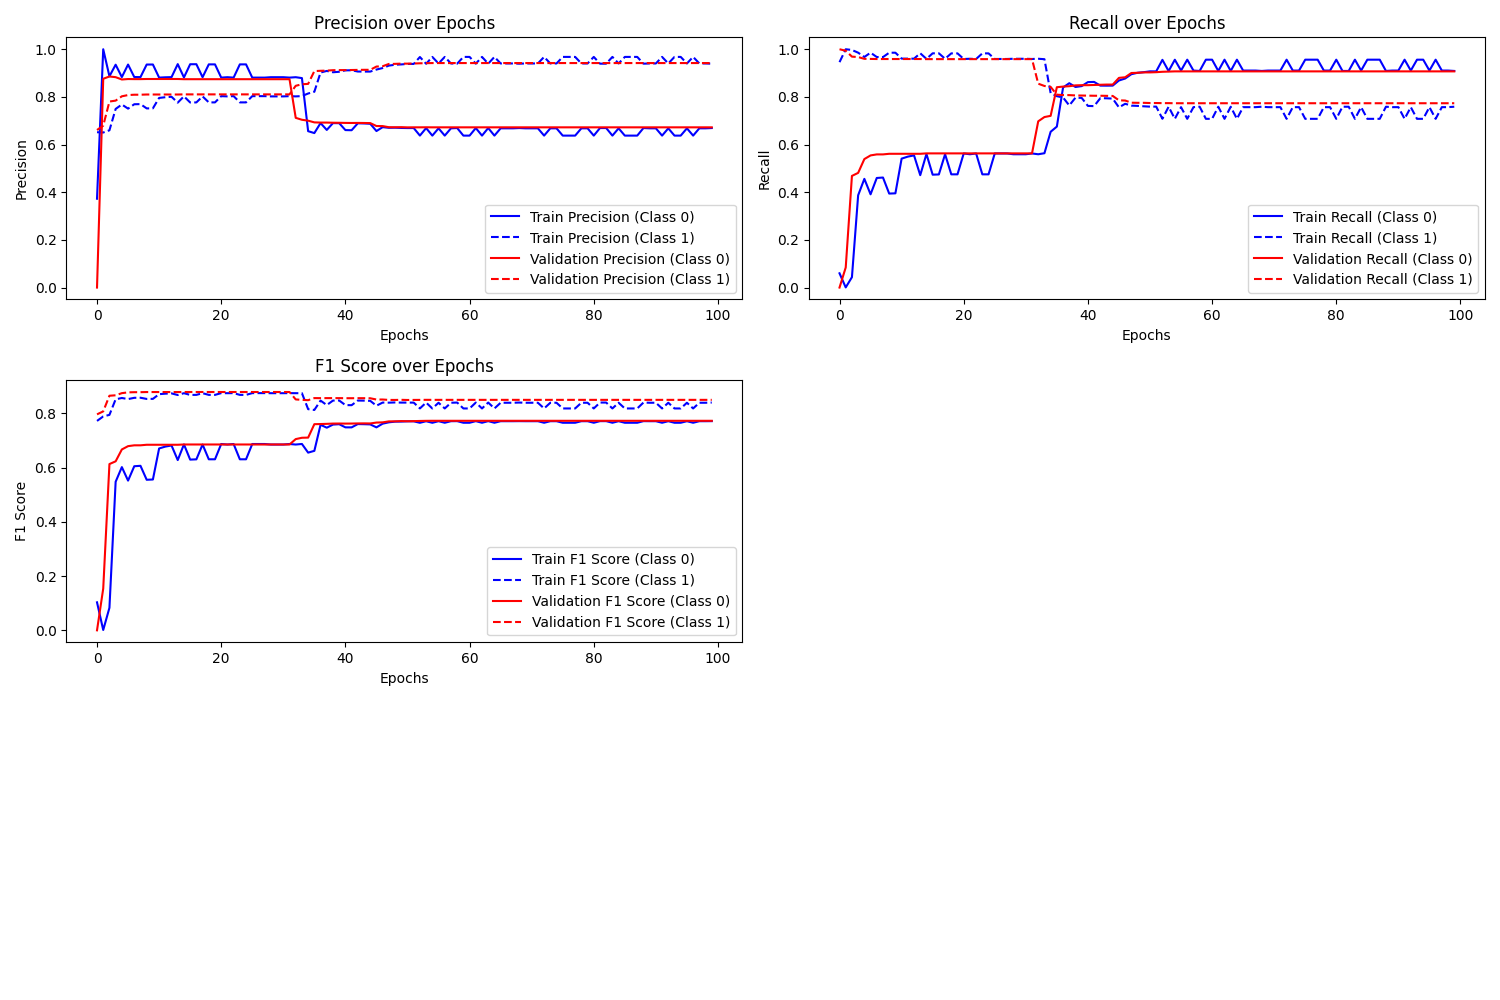 Precision over Epochs
Precision
1.0
0.8
0.6
0.4
0.2
0.0
0 20 40 60 80 100
Epochs
Train Precision (Class 0)
Train Precision (Class 1)
Validation Precision (Class 0)
Validation Precision (Class 1)
Recall over Epochs
Recall
1.0
0.8
0.6
0.4
0.2
0.0
0 20 40 60 80 100
Epochs
Train Recall (Class 0)
Train Recall (Class 1)
Validation Recall (Class 0)
Validation Recall (Class 1)
F1 Score over Epochs
F1 Score
0.8
0.6
0.4
0.2
0.0
0 20 40 60 80 100
Epochs
Train F1 Score (Class 0)
Train F1 Score (Class 1)
Validation F1 Score (Class 0)
Validation F1 Score (Class 1)